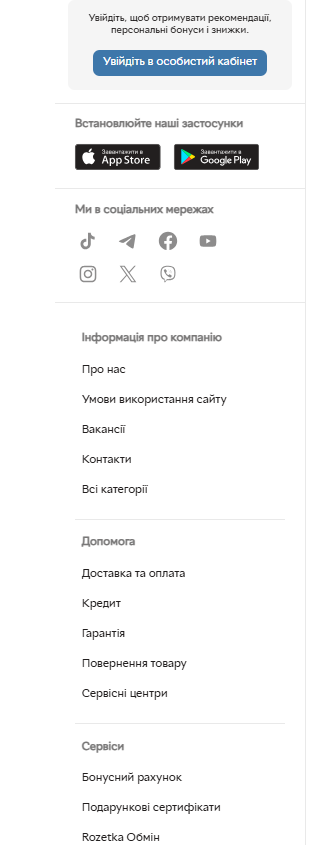 Увійдіть, щоб отримувати рекомендації,
персональні бонуси і знижки.
Увійдіть в особистий кабінет
Встановлюйте наші застосунки
Завантажити в
App Store
Завантажити в
Google Play
Ми в соціальних мережах
Інформація про компанію
Про нас
Умови використання сайту
Вакансії
Контакти
Всі категорії
Допомога
Доставка та оплата
Кредит
Гарантія
Повернення товару
Сервісні центри
Сервіси
Бонусний рахунок
Подарункові сертифікати
Rozetka Обмін